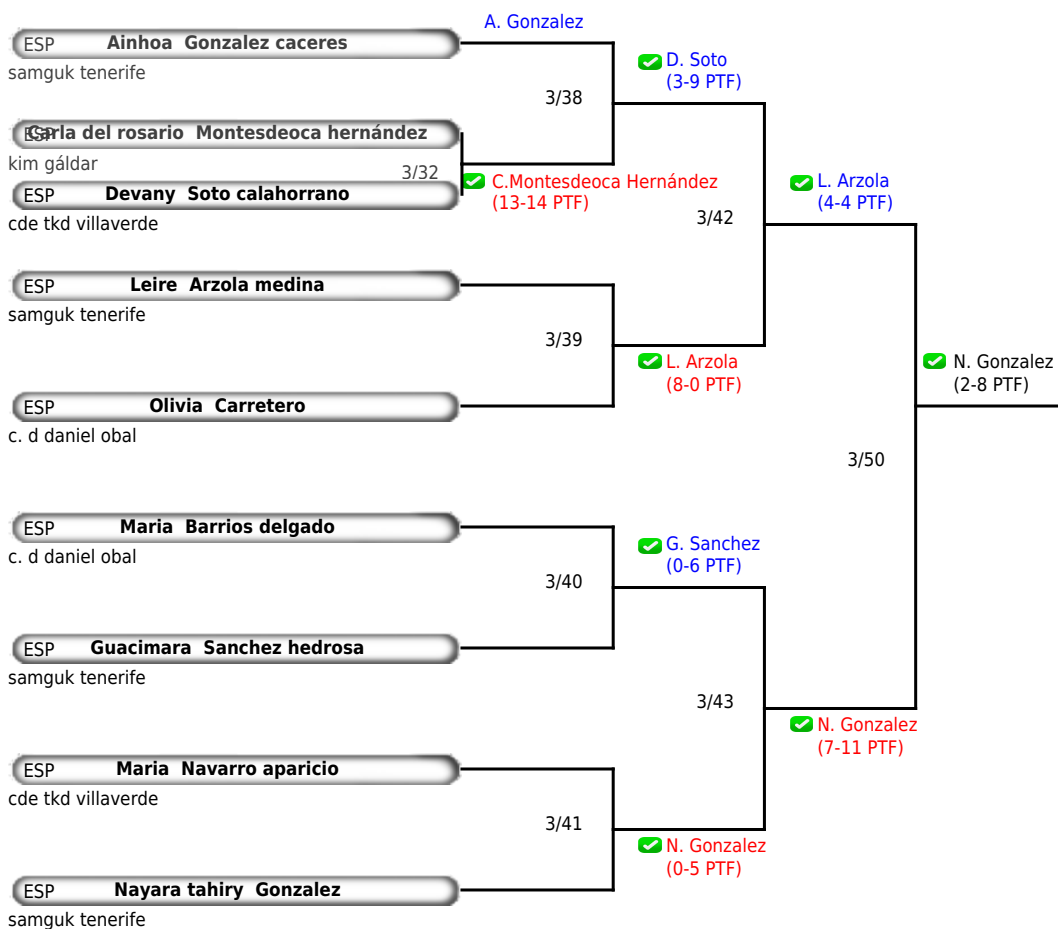 A. Gonzalez
ESP Ainhoa Gonzalez caceres
samguk tenerife
D. Soto
(3-9 PTF)
3/38
ESP Carla del rosario Montesdeoca hernández
kim gáldar
3/32
C.Montesdeoca Hernández
(13-14 PTF)
L. Arzola
(4-4 PTF)
ESP Devany Soto calahorrano
cde tkd villaverde
3/42
ESP Leire Arzola medina
samguk tenerife
3/39
L. Arzola
(8-0 PTF)
N. Gonzalez
(2-8 PTF)
ESP Olivia Carretero
c. d daniel obal
3/50
ESP Maria Barrios delgado
c. d daniel obal
G. Sanchez
(0-6 PTF)
3/40
ESP Guacimara Sanchez hedrosa
samguk tenerife
3/43
N. Gonzalez
(7-11 PTF)
ESP Maria Navarro aparicio
cde tkd villaverde
3/41
N. Gonzalez
(0-5 PTF)
ESP Nayara tahiry Gonzalez
samguk tenerife